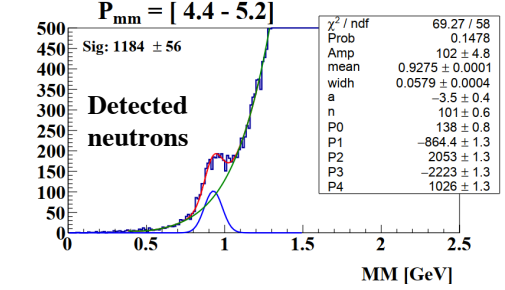 Pmm = [ 4.4 - 5.2]
Sig: 1184 ± 56
Detected
neutrons
χ² / ndf 69.27 / 58
Prob 0.1478
Amp 102 ± 4.8
mean 0.9275 ± 0.0001
widh 0.0579 ± 0.0004
a −3.5 ± 0.4
n 101 ± 0.6
P0 138 ± 0.8
P1 −864.4 ± 1.3
P2 2053 ± 1.3
P3 −2223 ± 1.3
P4 1026 ± 1.3
500
450
400
350
300
250
200
150
100
50
0
0 0.5 1 1.5 2 2.5
MM [GeV]